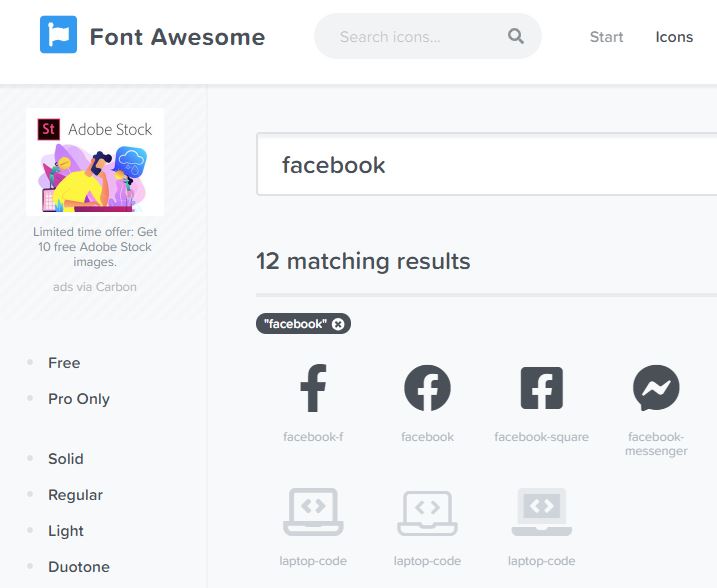 Font Awesome
Search icons...
Start
Icons
St Adobe Stock
Limited time offer: Get
10 free Adobe Stock
images.
ads via Carbon
Free
Pro Only
Solid
Regular
Light
Duotone
facebook
12 matching results
"facebook"
facebook-f
facebook
facebook-square
facebook-
messenger
laptop-code
laptop-code
laptop-code